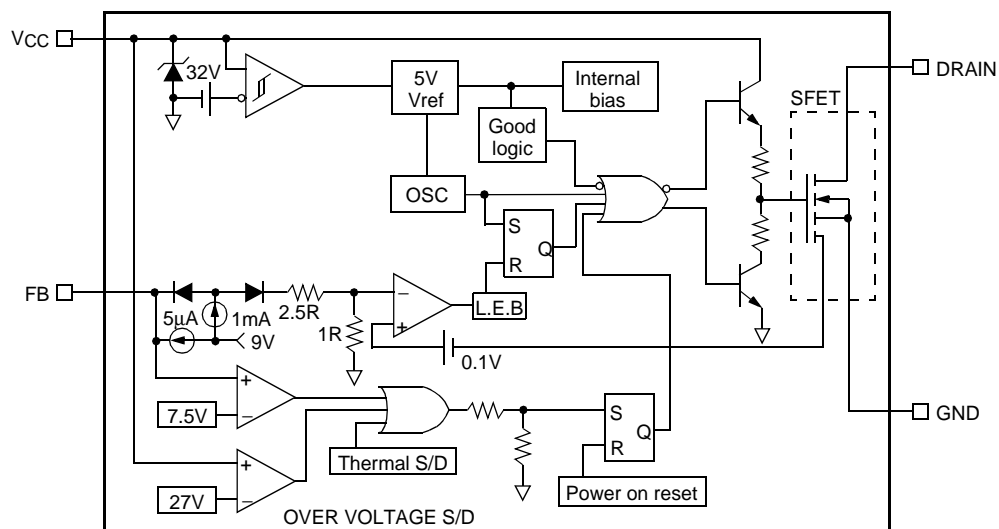 VCC
DRAIN
32V
5V
Vref
Internal
bias
SFET
Good
logic
OSC
S
R
Q
FB
5μA
1mA
9V
2.5R
1R
−
+
L.E.B
0.1V
+
−
7.5V
S
R
Q
GND
Thermal S/D
+
−
27V
Power on reset
OVER VOLTAGE S/D